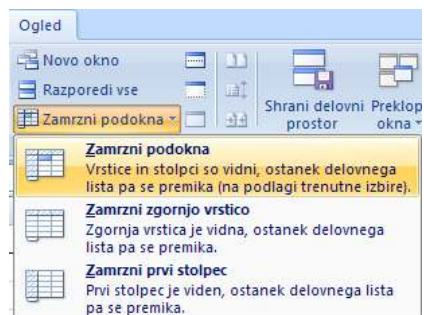 Ogled
Novo okno
Razporedi vse
Zamrzni podokna
Shrani delovni
prostor
Preklop
okna
Zamrzni podokna
Vrstice in stolpci so vidni, ostanek delovnega
lista pa se premika (na podlagi trenutne izbire).
Zamrzni zgornjo vrstico
Zgornja vrstica je vidna, ostanek delovnega
lista pa se premika.
Zamrzni prvi stolpec
Prvi stolpec je viden, ostanek delovnega lista
pa se premika.